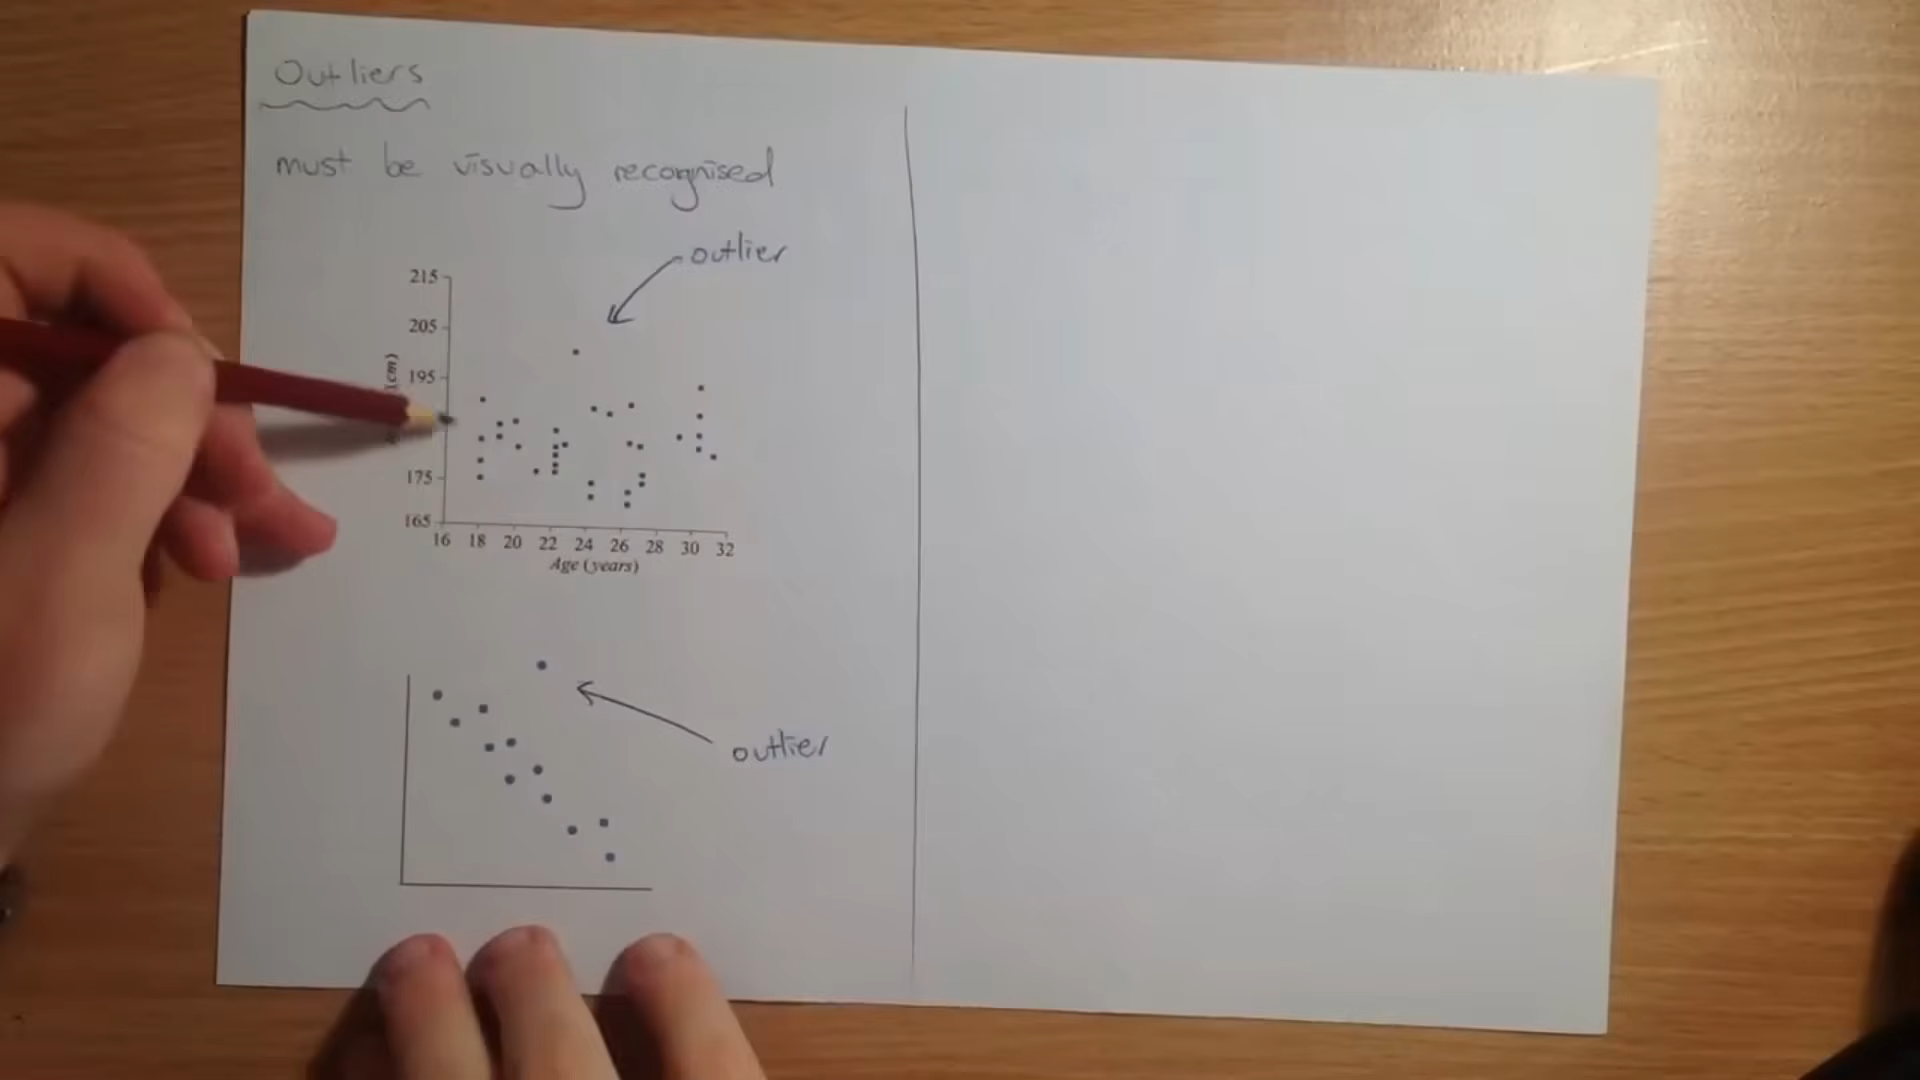 Outliers
must be visually recognised
outlier
215
205
195
175
165
16 18 20 22 24 26 28 30 32
Age (years)
cm)
outlier